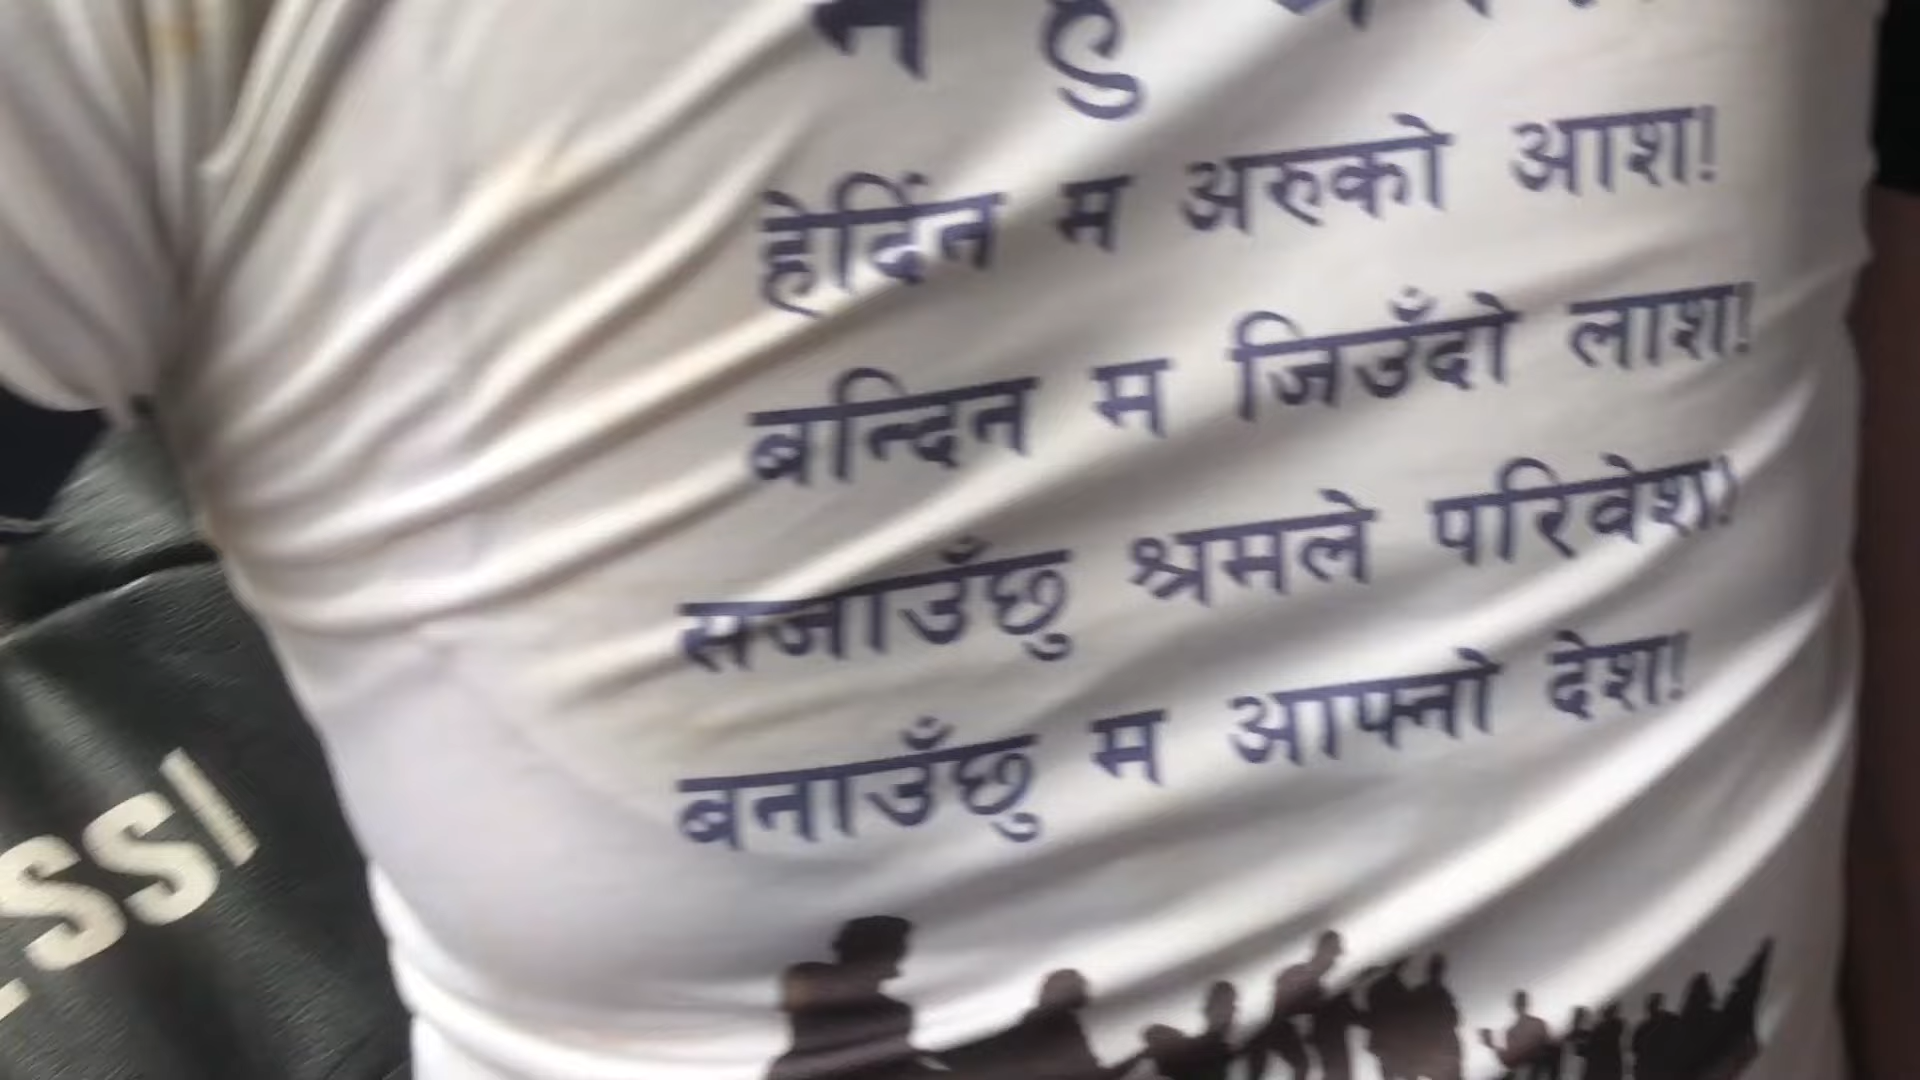 हेर्दिन म अरुको आश!
बन्दिन म जिउँदो लाश!
सजाउँछु श्रमले परिवेश!
बनाउँछु म आफ्नो देश!